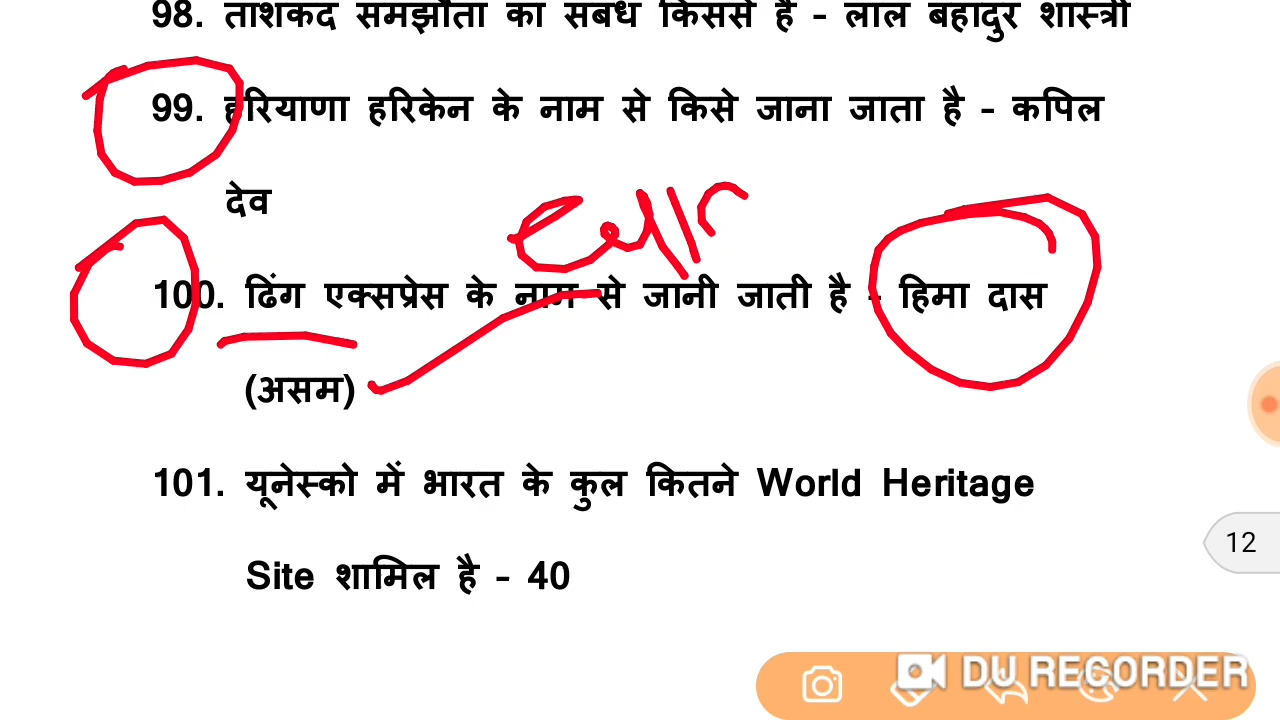 98. ताशकंद समझौता का संबंध किससे है - लाल बहादुर शास्त्री
99. हरियाणा हरिकेन के नाम से किसे जाना जाता है - कपिल
देव
100. ढिंग एक्सप्रेस के नाम से जानी जाती है - हिमा दास
(असम)
101. यूनेस्को में भारत के कुल कितने World Heritage
Site शामिल है - 40
12
DU RECORDER